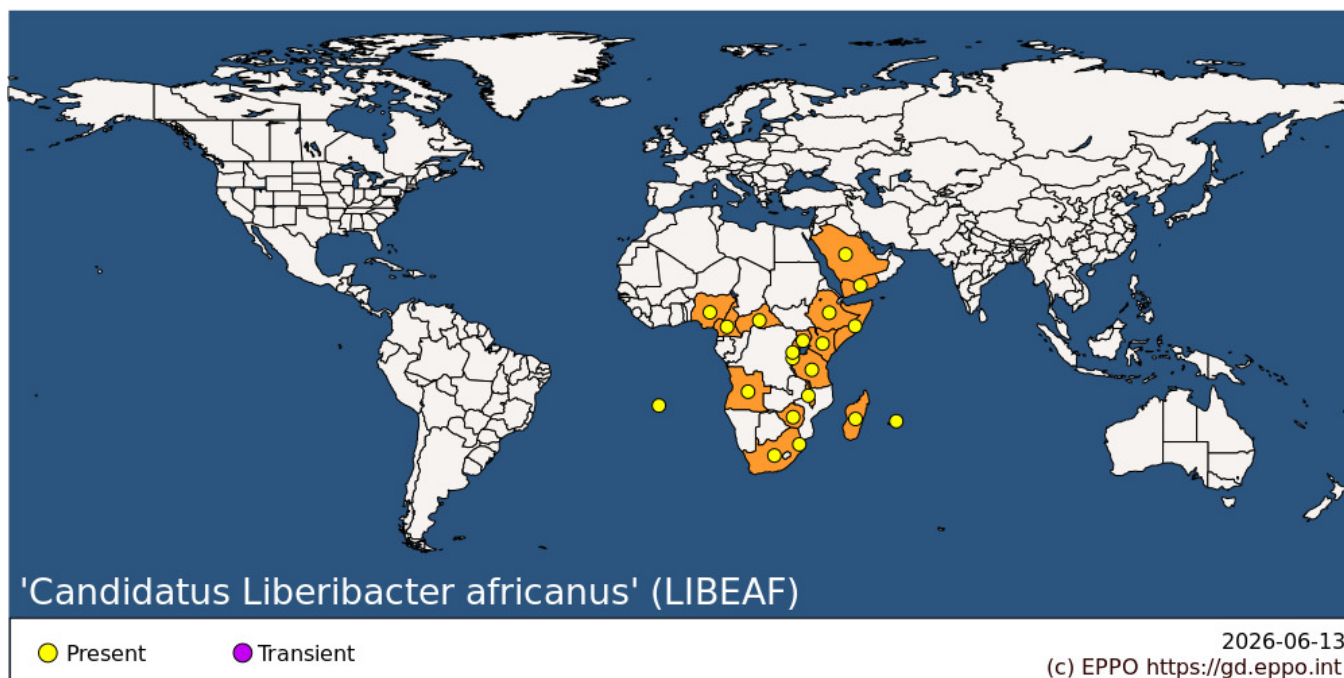 'Candidatus Liberibacter africanus' (LIBEAF)
Present
Transient
2026-06-13
(c) EPPO https://gd.eppo.int